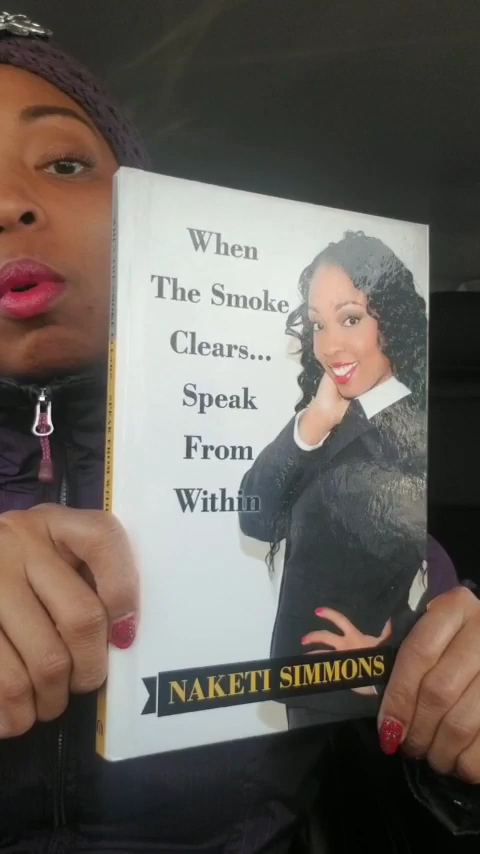 When
The Smoke
Clears...
Speak
From
Within
NAKETI SIMMONS